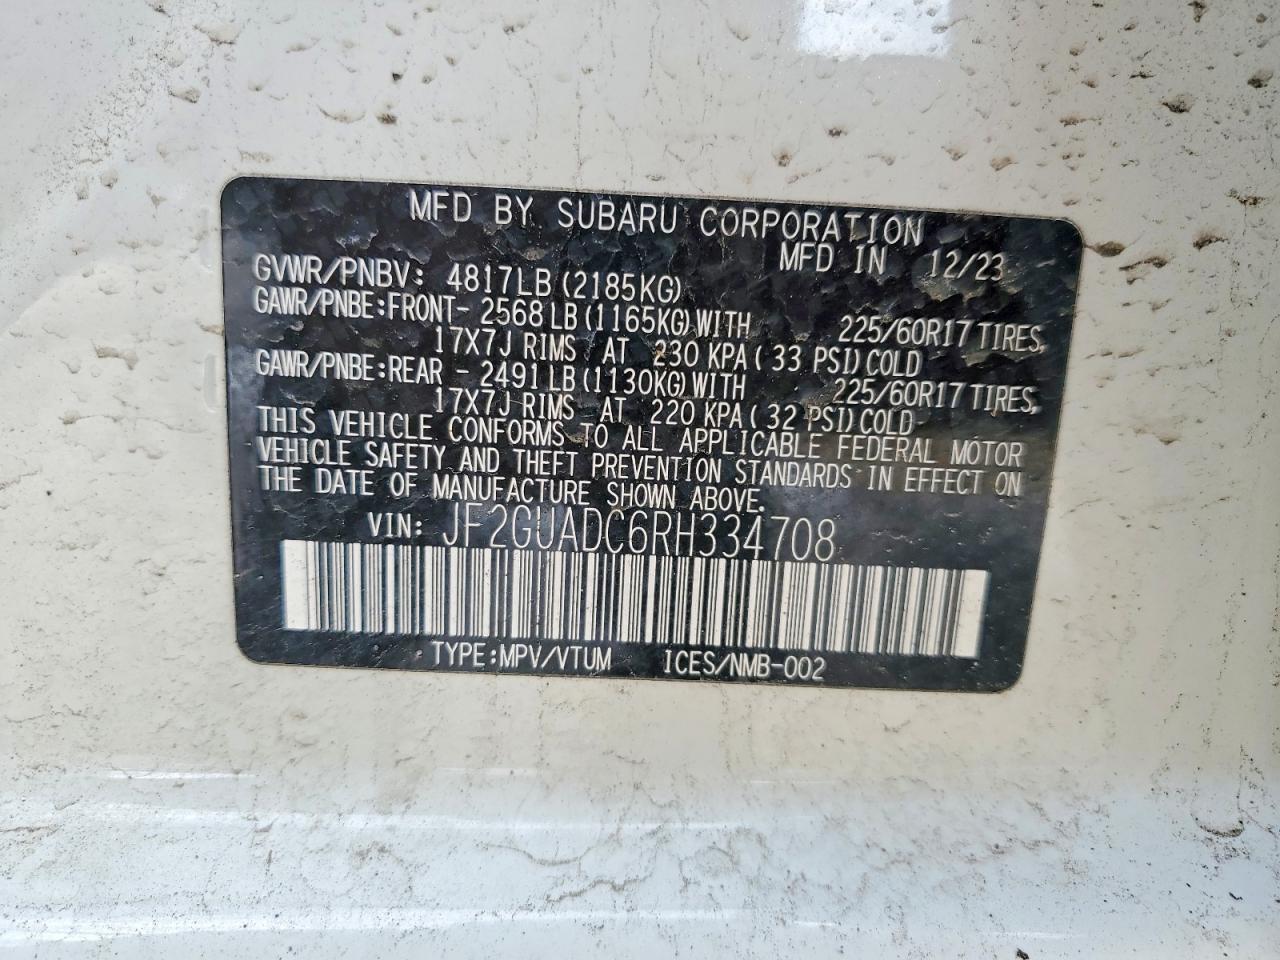 MFD BY SUBARU CORPORATION
MFD IN 12/23
GVWR/PNBV: 4817LB (2185KG)
GAWR/PNBE:FRONT- 2568 LB (1165KG) WITH 225/60R17 TIRES,
17X7J RIMS AT 230 KPA ( 33 PSI) COLD
GAWR/PNBE:REAR - 2491 LB (1130KG) WITH 225/60R17 TIRES,
17X7J RIMS AT 220 KPA ( 32 PSI) COLD
THIS VEHICLE CONFORMS TO ALL APPLICABLE FEDERAL MOTOR
VEHICLE SAFETY AND THEFT PREVENTION STANDARDS IN EFFECT ON
THE DATE OF MANUFACTURE SHOWN ABOVE.
VIN: JF2GUADC6RH334708
TYPE:MPV/VTUM ICES/NMB-002